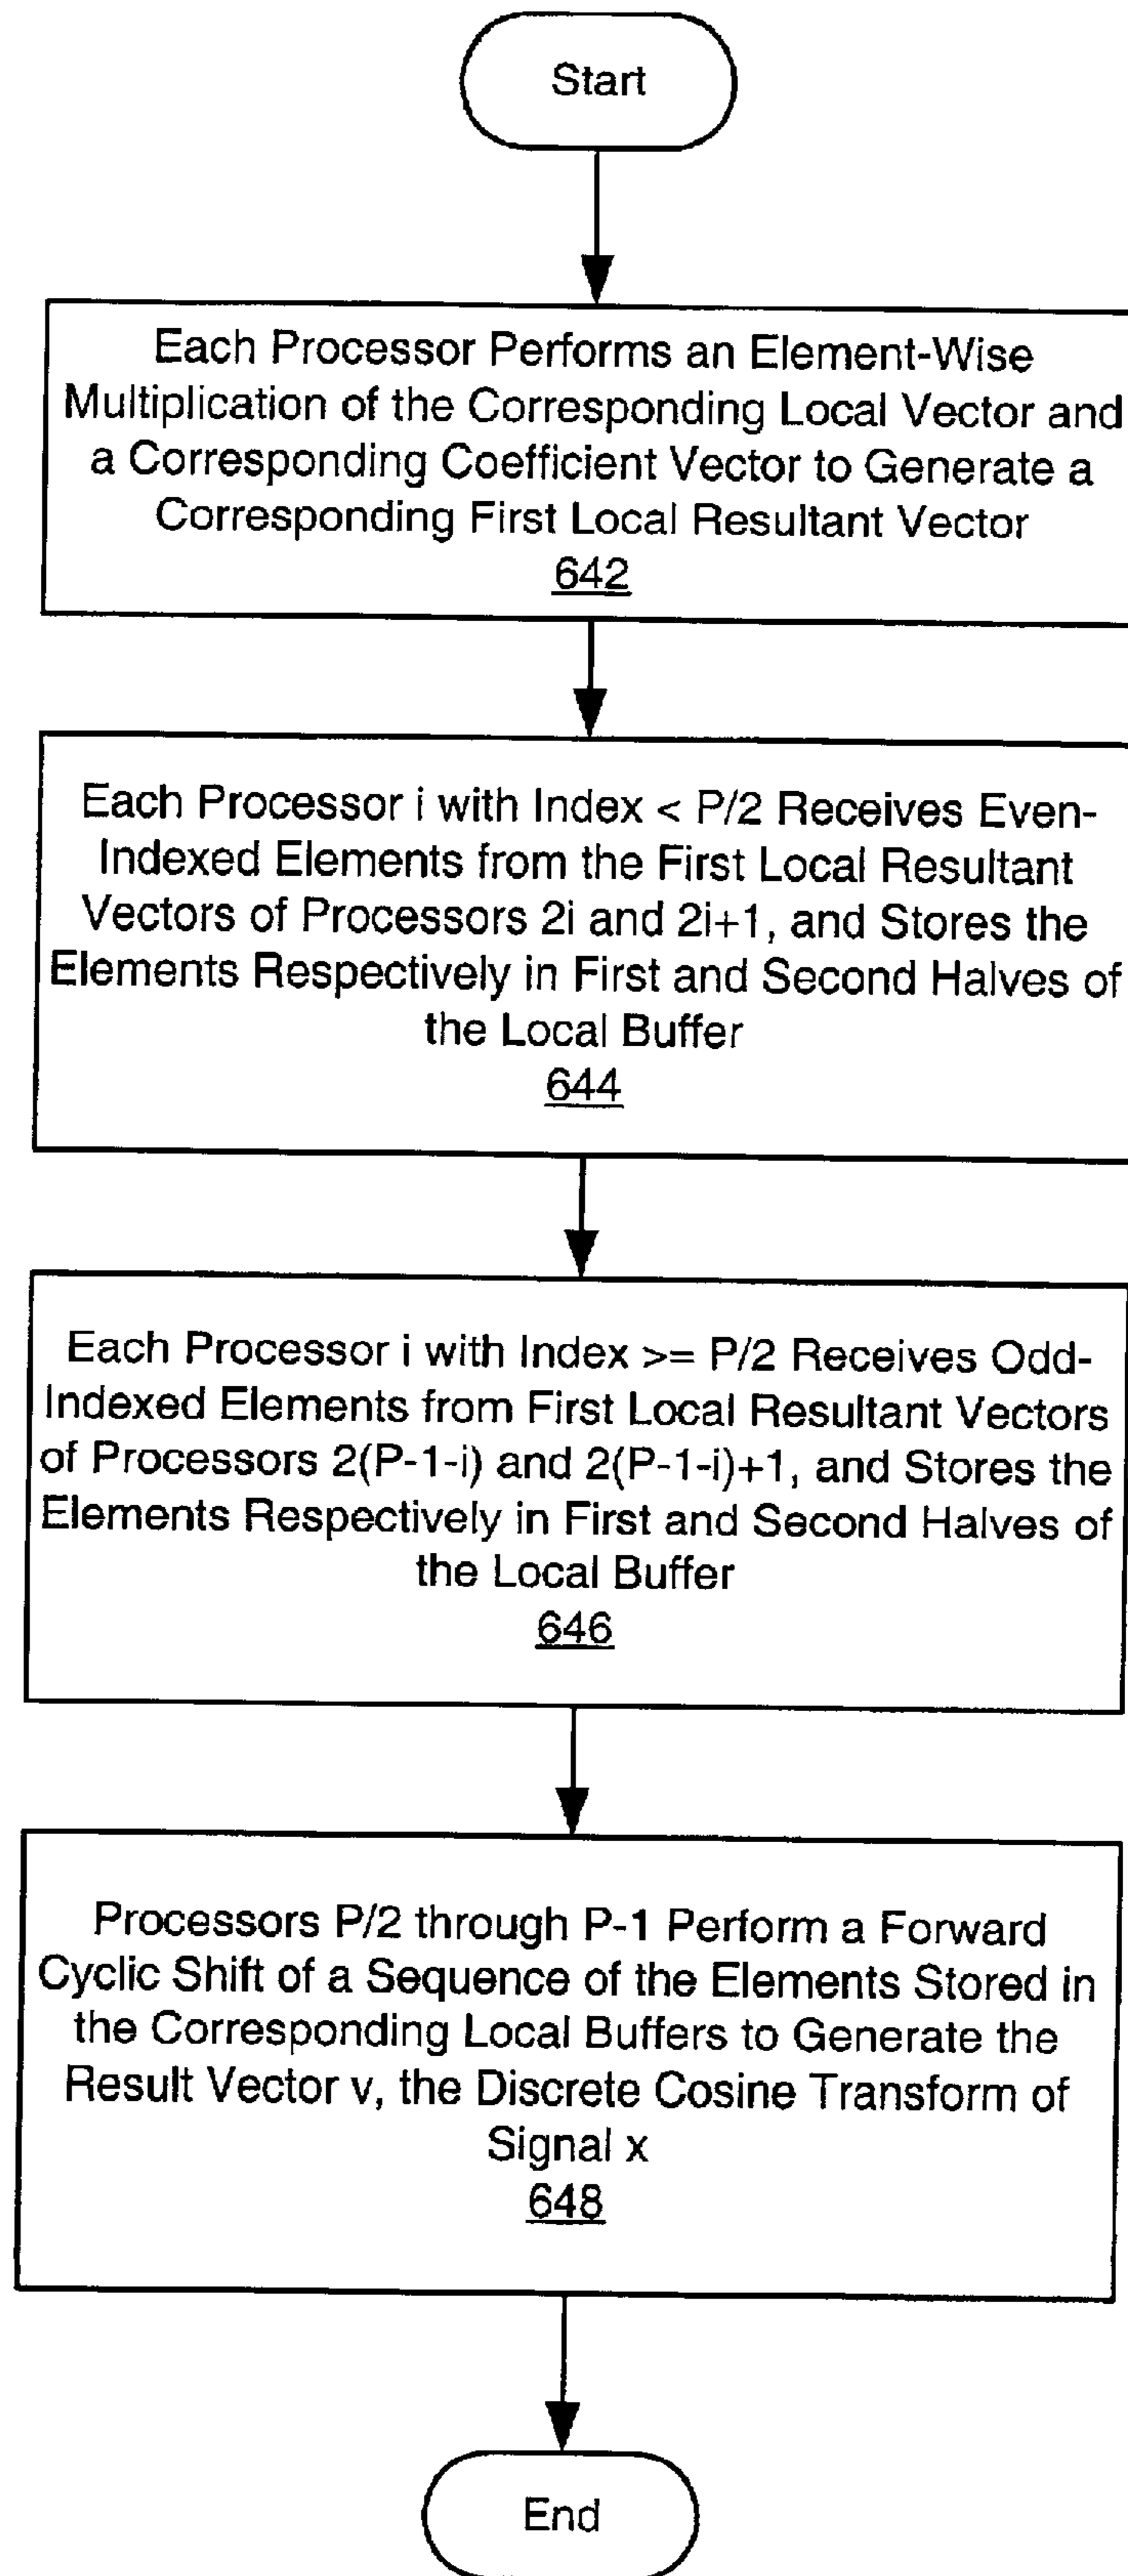 Start
Each Processor Performs an Element-Wise
Multiplication of the Corresponding Local Vector and
a Corresponding Coefficient Vector to Generate a
Corresponding First Local Resultant Vector
642
Each Processor i with Index < P/2 Receives Even-
Indexed Elements from the First Local Resultant
Vectors of Processors 2i and 2i+1, and Stores the
Elements Respectively in First and Second Halves of
the Local Buffer
644
Each Processor i with Index >= P/2 Receives Odd-
Indexed Elements from First Local Resultant Vectors
of Processors 2(P-1-i) and 2(P-1-i)+1, and Stores the
Elements Respectively in First and Second Halves of
the Local Buffer
646
Processors P/2 through P-1 Perform a Forward
Cyclic Shift of a Sequence of the Elements Stored in
the Corresponding Local Buffers to Generate the
Result Vector v, the Discrete Cosine Transform of
Signal x
648
End